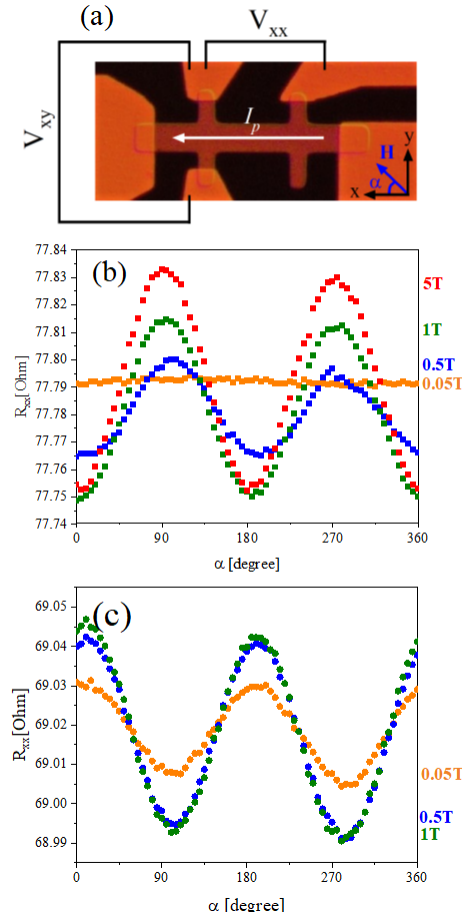 (a)
V_xx
V_xy
I_p
H
y
x
α
(b)
77.84
77.83
77.82
77.81
77.80
77.79
77.78
77.77
77.76
77.75
77.74
R_xx[Ohm]
5T
1T
0.5T
0.05T
0 90 180 270 360
α [degree]
(c)
69.05
69.04
69.03
69.02
69.01
69.00
68.99
R_xx[Ohm]
0.05T
0.5T
1T
0 90 180 270 360
α [degree]